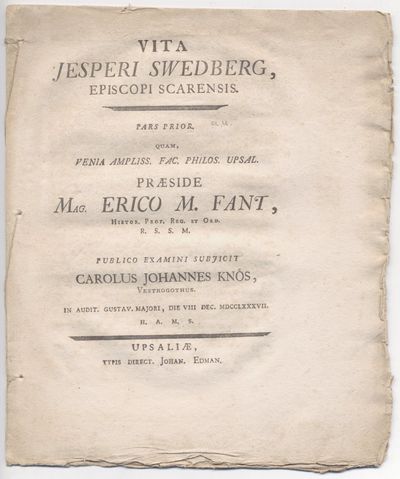 VITA
JESPERI SWEDBERG,
EPISCOPI SCARENSIS.
PARS PRIOR.
QUAM,
VENIA AMPLISS. FAC. PHILOS. UPSAL.
PRÆSIDE
MAG. ERICO M. FANT,
HISTOR. PROF. REG. ET ORD.
R. S. S. M.
PUBLICO EXAMINI SUBJICIT
CAROLUS JOHANNES KNÖS,
VESTROGOTHUS.
IN AUDIT. GUSTAV. MAJORI, DIE VIII DEC. MDCCLXXXVII.
H. A. M. S.
UPSALIÆ,
TYPIS DIRECT. JOHAN. EDMAN.